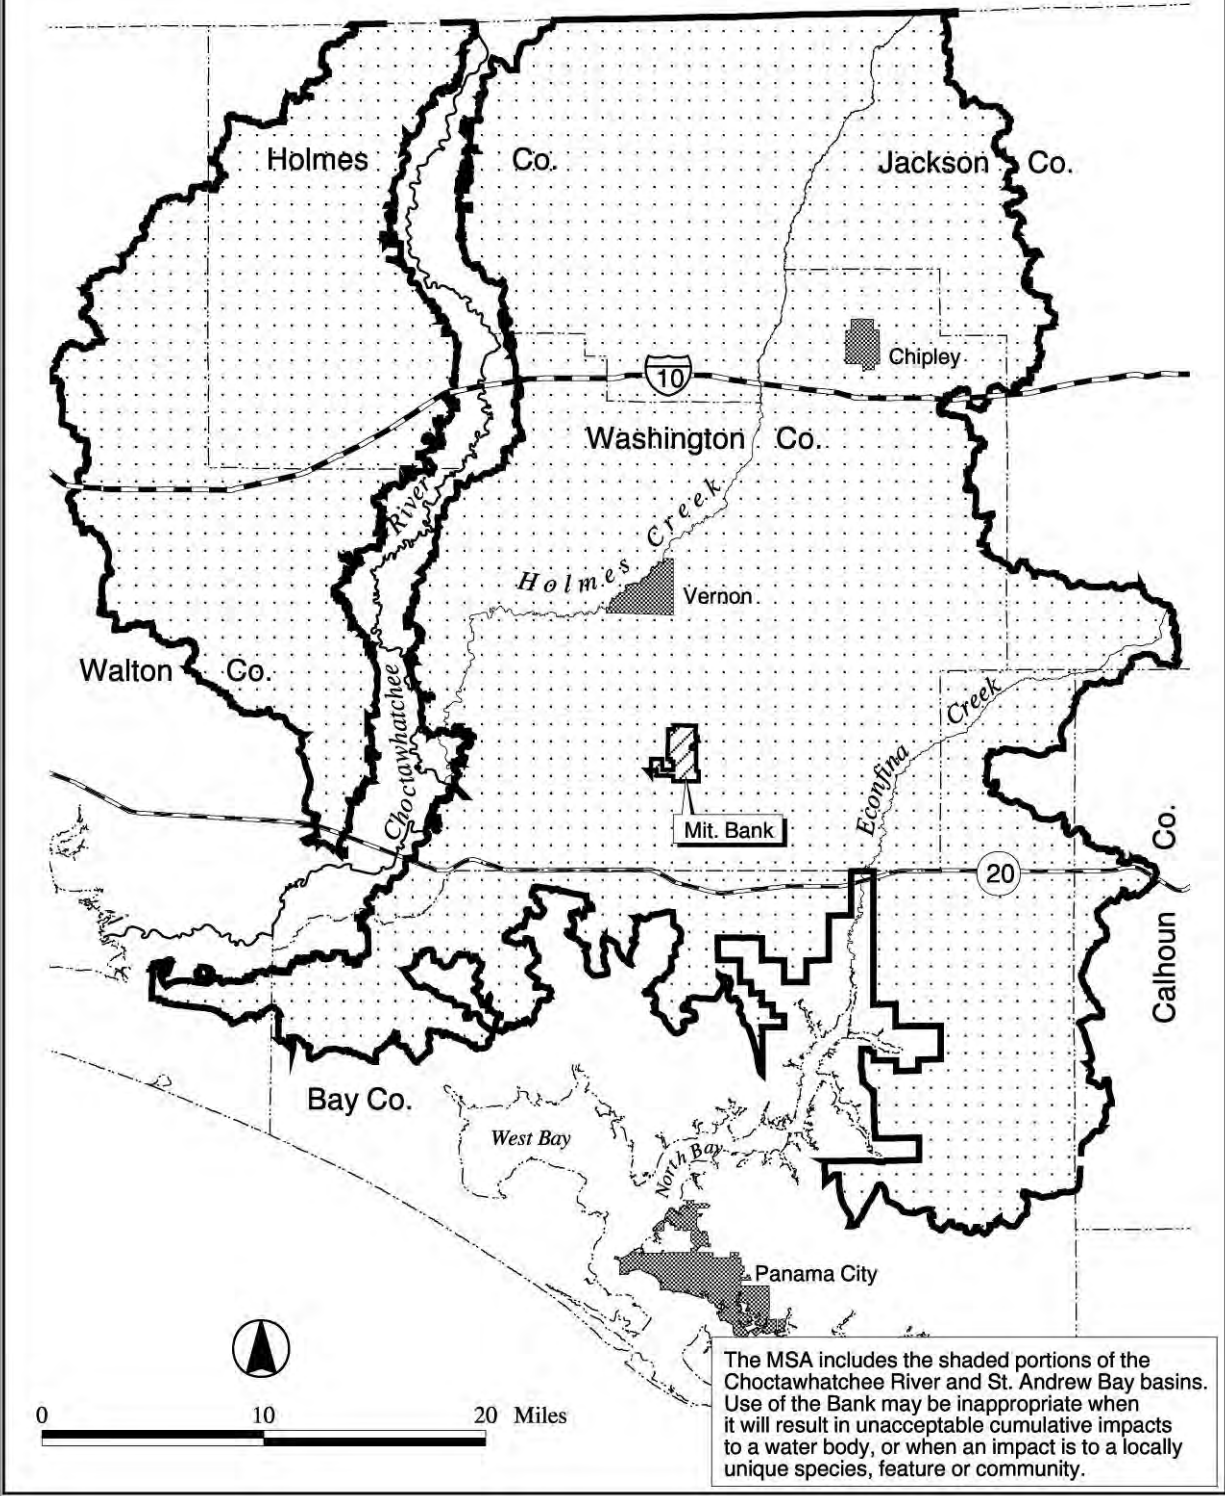 Holmes Co.
Jackson Co.
Chipley
10
Washington Co.
River
Holmes Creek
Vernon
Walton Co.
Choctawhatchee
Econfina Creek
Mit. Bank
20
Calhoun Co.
Bay Co.
West Bay
North Bay
Panama City
The MSA includes the shaded portions of the
Choctawhatchee River and St. Andrew Bay basins.
Use of the Bank may be inappropriate when
it will result in unacceptable cumulative impacts
to a water body, or when an impact is to a locally
unique species, feature or community.
0 10 20 Miles